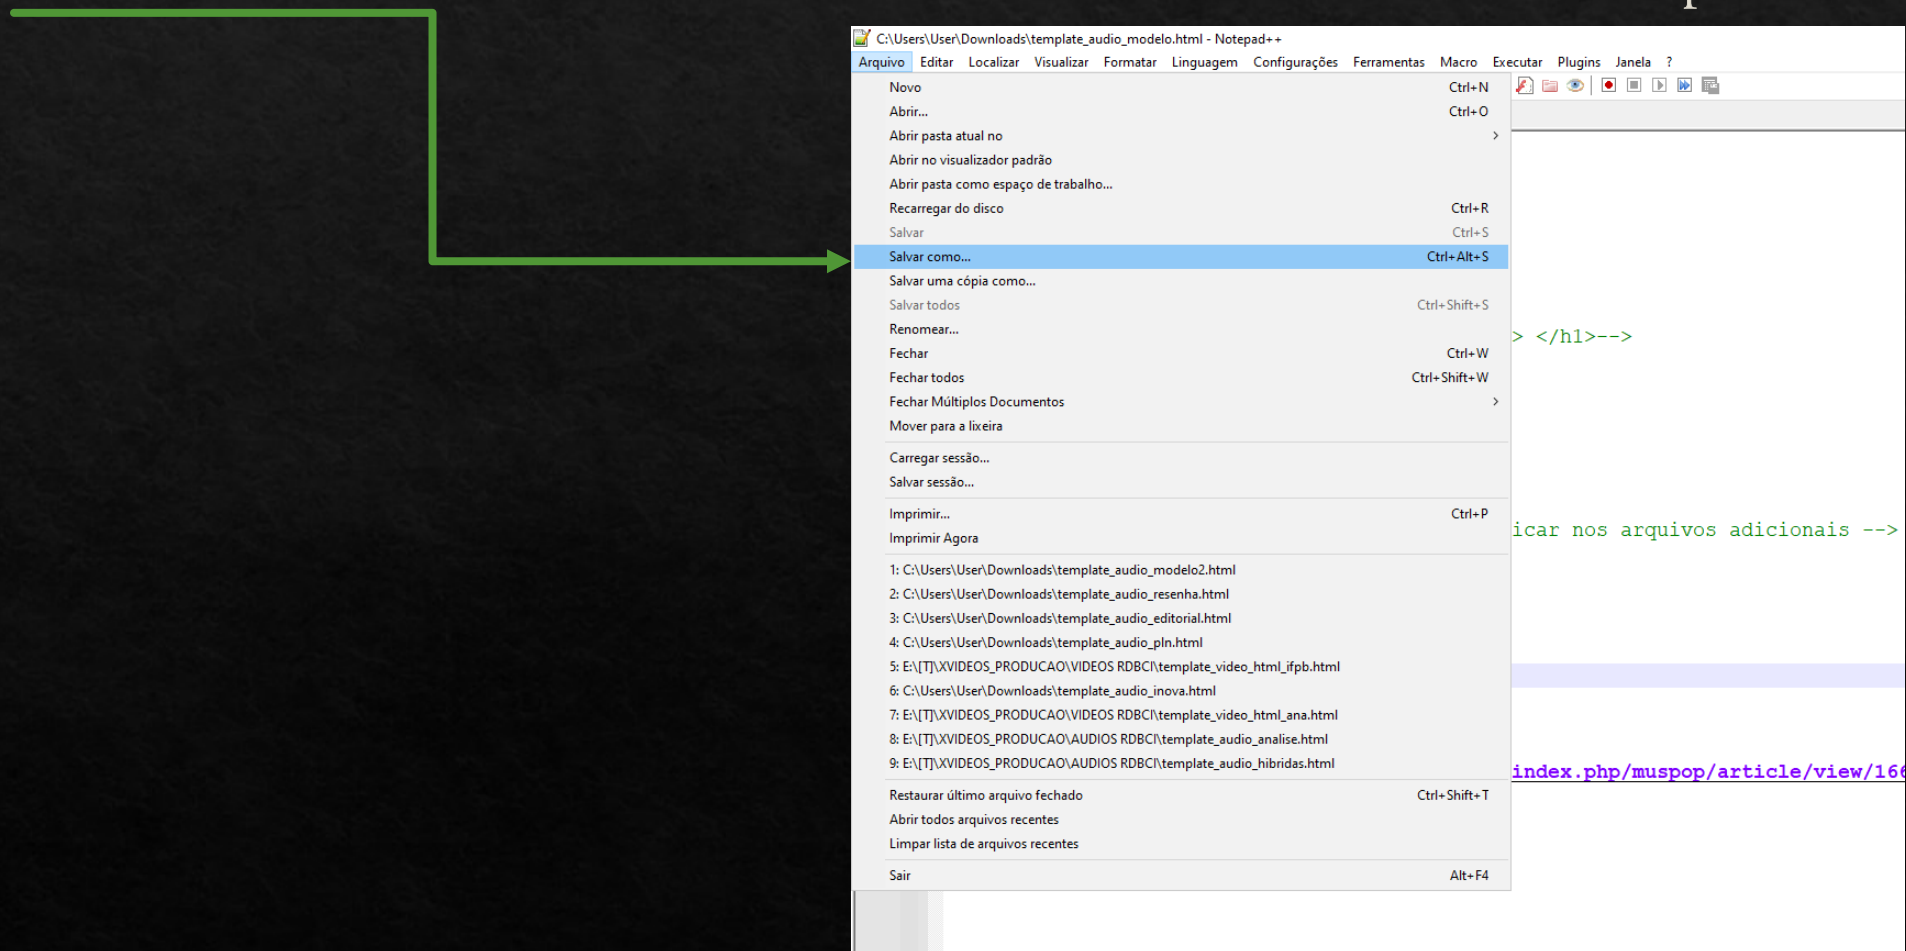 C:\Users\User\Downloads\template_audio_modelo.html - Notepad++
Arquivo Editar Localizar Visualizar Formatar Linguagem Configurações Ferramentas Macro Executar Plugins Janela ?
Novo Ctrl+N
Abrir... Ctrl+O
Abrir pasta atual no
Abrir no visualizador padrão
Abrir pasta como espaço de trabalho...
Recarregar do disco Ctrl+R
Salvar Ctrl+S
Salvar como... Ctrl+Alt+S
Salvar uma cópia como...
Salvar todos Ctrl+Shift+S
Renomear...
> </h1>-->
Fechar Ctrl+W
Fechar todos Ctrl+Shift+W
Fechar Múltiplos Documentos
Mover para a lixeira
Carregar sessão...
Salvar sessão...
Imprimir... Ctrl+P
icar nos arquivos adicionais -->
Imprimir Agora
1: C:\Users\User\Downloads\template_audio_modelo2.html
2: C:\Users\User\Downloads\template_audio_resenha.html
3: C:\Users\User\Downloads\template_audio_editorial.html
4: C:\Users\User\Downloads\template_audio_pln.html
5: E:\[T]\XVIDEOS_PRODUCAO\VIDEOS RDBCI\template_video_html_ifpb.html
6: C:\Users\User\Downloads\template_audio_inova.html
7: E:\[T]\XVIDEOS_PRODUCAO\VIDEOS RDBCI\template_video_html_ana.html
8: E:\[T]\XVIDEOS_PRODUCAO\AUDIOS RDBCI\template_audio_analise.html
9: E:\[T]\XVIDEOS_PRODUCAO\AUDIOS RDBCI\template_audio_hibridas.html
index.php/muspop/article/view/166
Restaurar último arquivo fechado Ctrl+Shift+T
Abrir todos arquivos recentes
Limpar lista de arquivos recentes
Sair Alt+F4